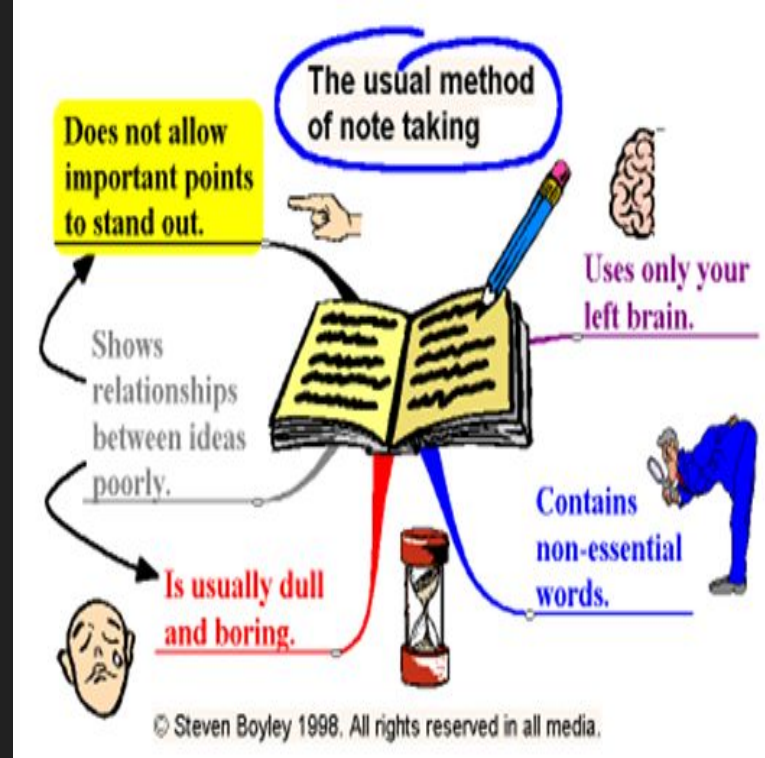 The usual method
of note taking
Does not allow
important points
to stand out.
Uses only your
left brain.
Shows
relationships
between ideas
poorly.
Contains
non-essential
words.
Is usually dull
and boring.
© Steven Boyley 1998. All rights reserved in all media.